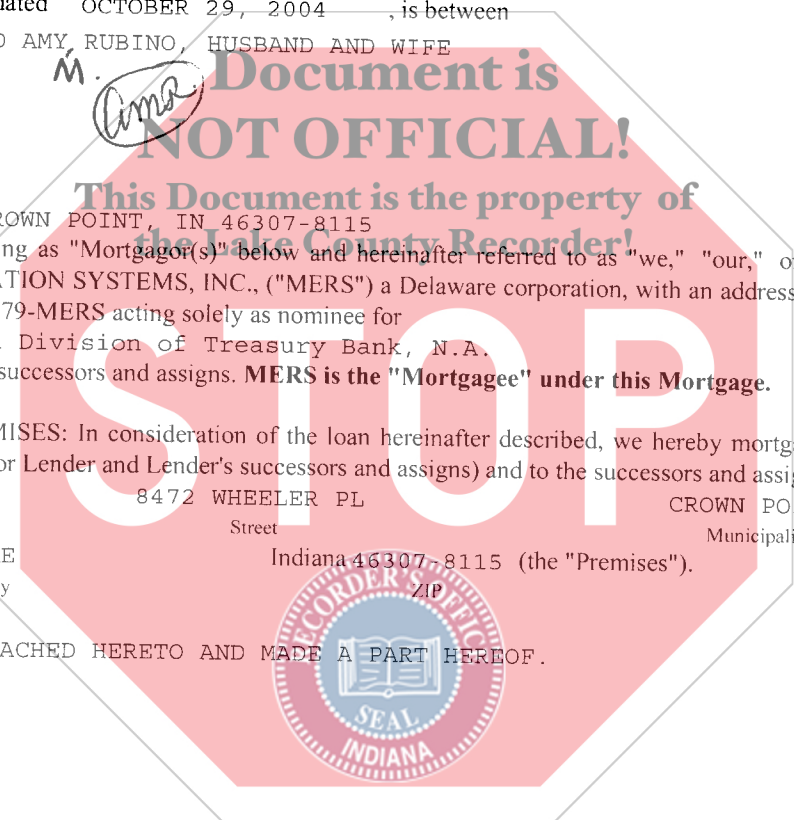 dated OCTOBER 29, 2004 , is between
AMY RUBINO, HUSBAND AND WIFE
M.
amr
Document is
NOT OFFICIAL!
This Document is the property of
the Lake County Recorder!
ROWN POINT, IN 46307-8115
ng as "Mortgagor(s)" below and hereinafter referred to as "we," "our," o
ATION SYSTEMS, INC., ("MERS") a Delaware corporation, with an address
79-MERS acting solely as nominee for
Division of Treasury Bank, N.A.
successors and assigns. MERS is the "Mortgagee" under this Mortgage.
MISES: In consideration of the loan hereinafter described, we hereby mortga
or Lender and Lender's successors and assigns) and to the successors and assig
8472 WHEELER PL CROWN PO
Street Municipali
E Indiana 46307-8115 (the "Premises").
y ZIP
ACHED HERETO AND MADE A PART HEREOF.
STOP
RECORDER'S OFFICE
SEAL
INDIANA